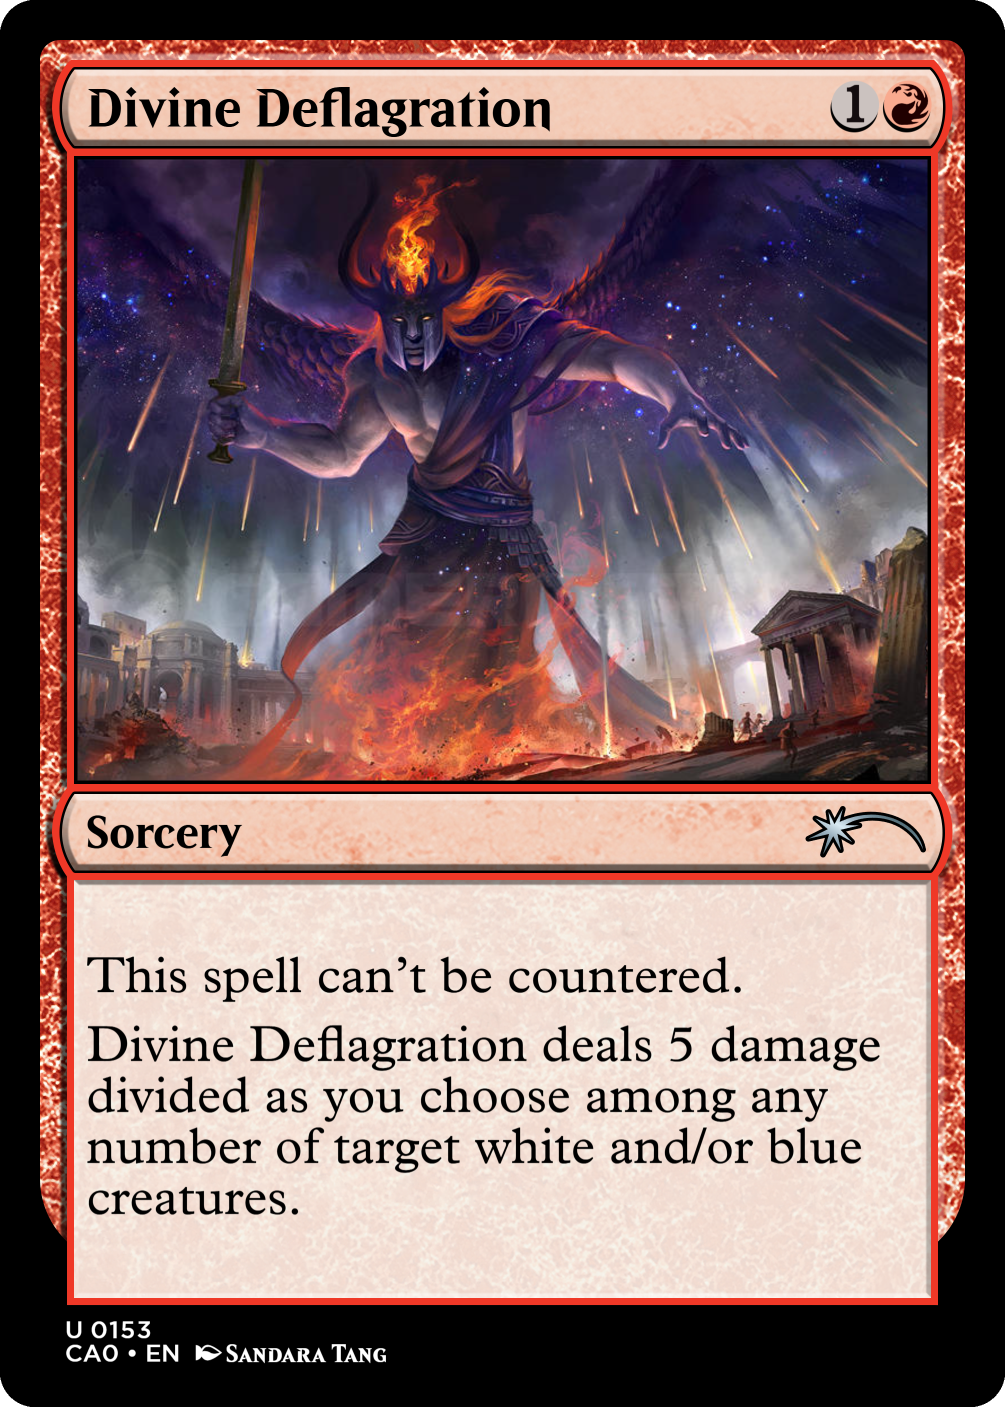 Divine Deflagration 1
Sorcery
This spell can't be countered.
Divine Deflagration deals 5 damage
divided as you choose among any
number of target white and/or blue
creatures.
U 0153
CAO • EN SANDARA TANG